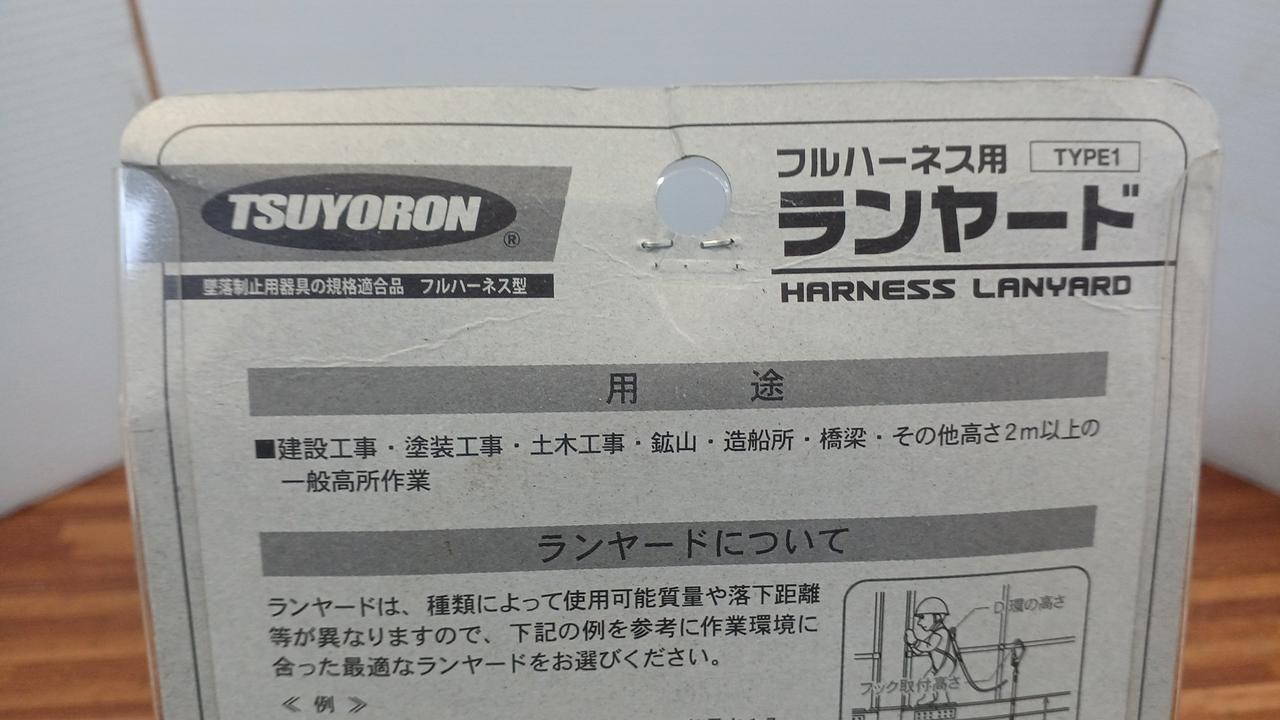 TSUYORON®
墜落制止用器具の規格適合品 フルハーネス型
フルハーネス用 TYPE1
ランヤード
HARNESS LANYARD
用 途
■建設工事・塗装工事・土木工事・鉱山・造船所・橋梁・その他高さ2m以上の
一般高所作業
ランヤードについて
ランヤードは、種類によって使用可能質量や落下距離
等が異なりますので、下記の例を参考に作業環境に
合った最適なランヤードをお選びください。
≪ 例 ≫
D環の高さ
フック取付高さ